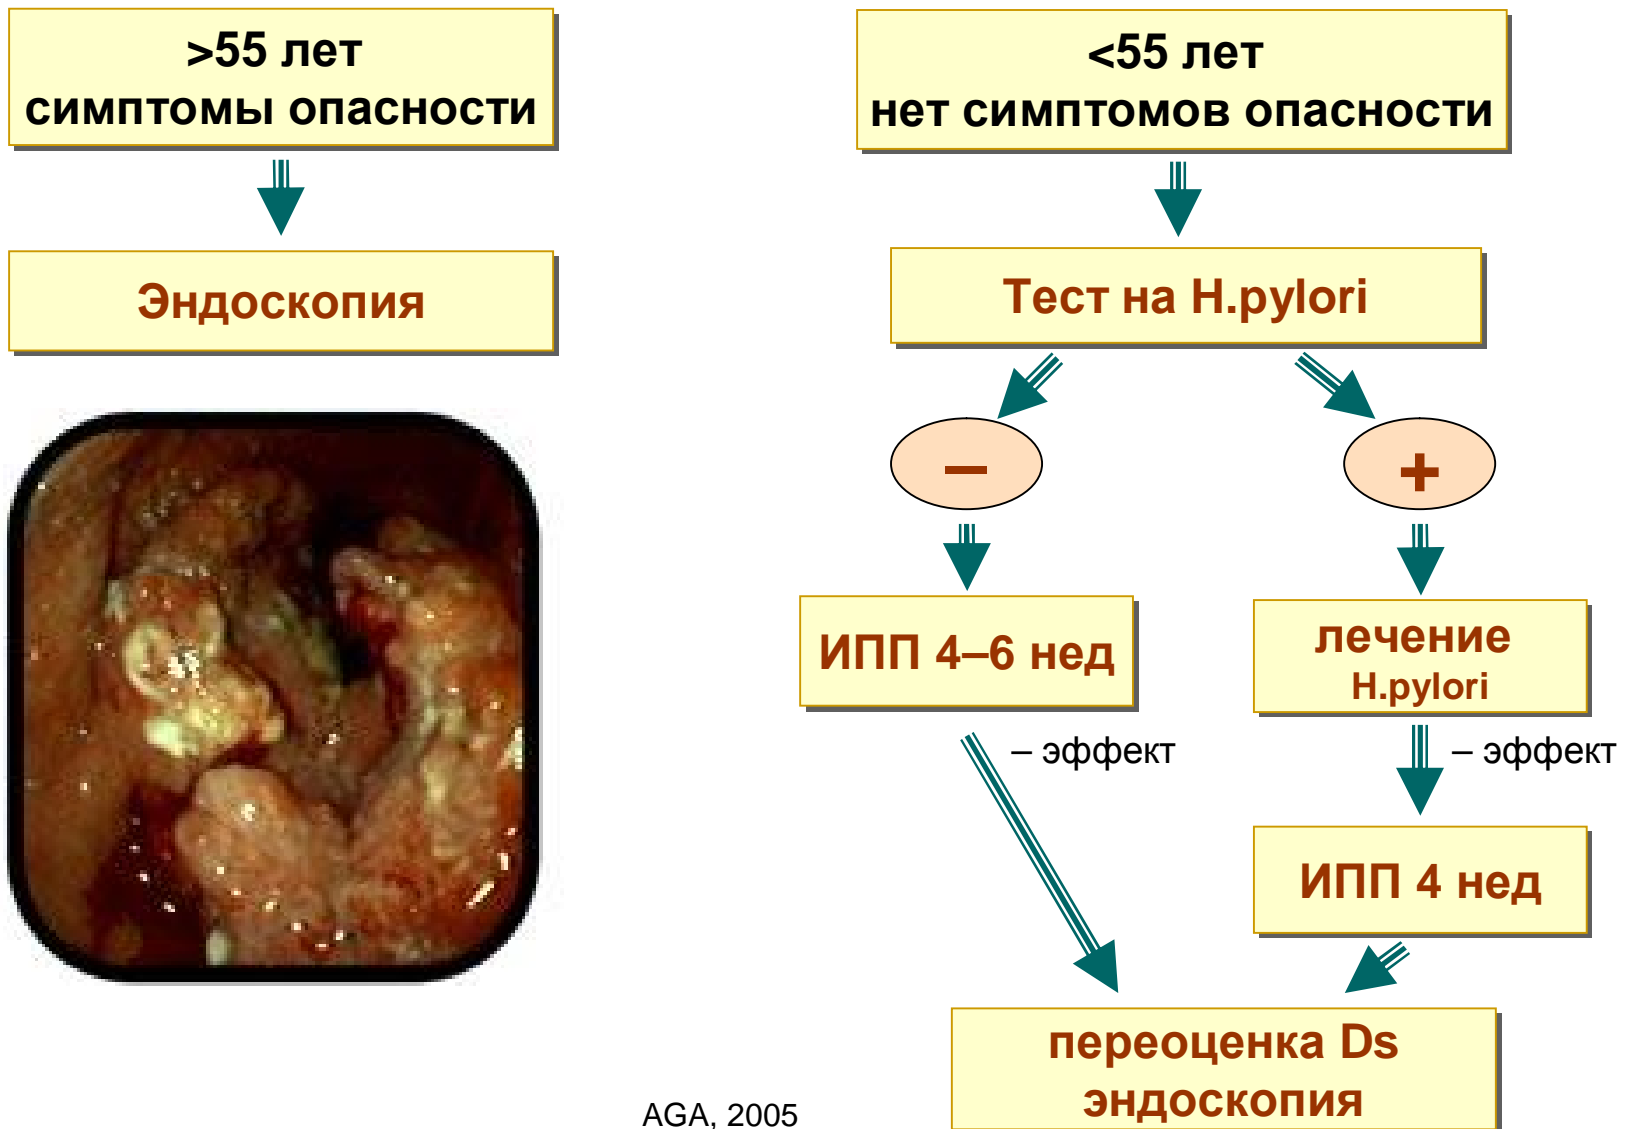 >55 лет
симптомы опасности
Эндоскопия
<55 лет
нет симптомов опасности
Тест на H.pylori
–
+
ИПП 4–6 нед
лечение
H.pylori
– эффект
– эффект
ИПП 4 нед
переоценка Ds
эндоскопия
AGA, 2005